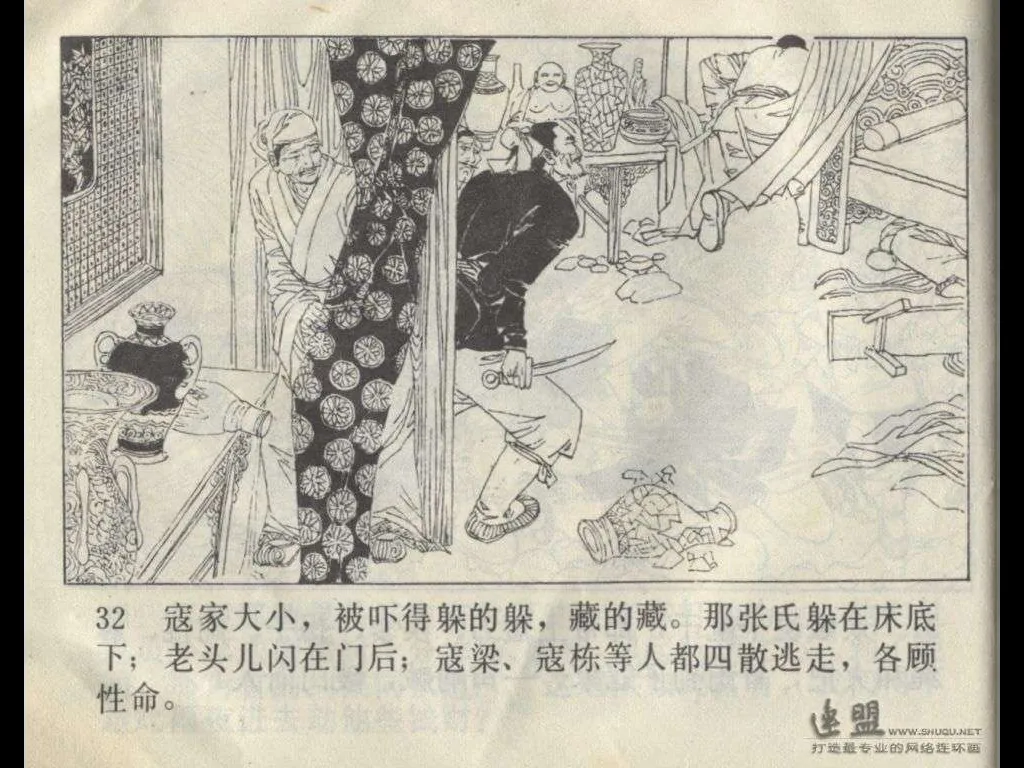 32 寇家大小，被吓得躲的躲，藏的藏。那张氏躲在床底
下；老头儿闪在门后；寇梁、寇栋等人都四散逃走，各顾
性命。
连盟 WWW.SHUQU.NET
打造最专业的网络连环画